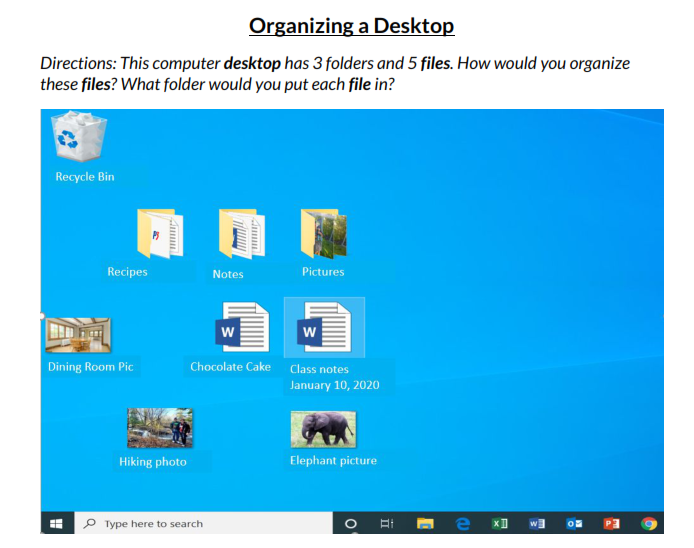 Organizing a Desktop
Directions: This computer desktop has 3 folders and 5 files. How would you organize
these files? What folder would you put each file in?
Recycle Bin
Recipes
Notes
Pictures
W
W
Dining Room Pic
Chocolate Cake
Class notes
January 10, 2020
Hiking photo
Elephant picture
Type here to search